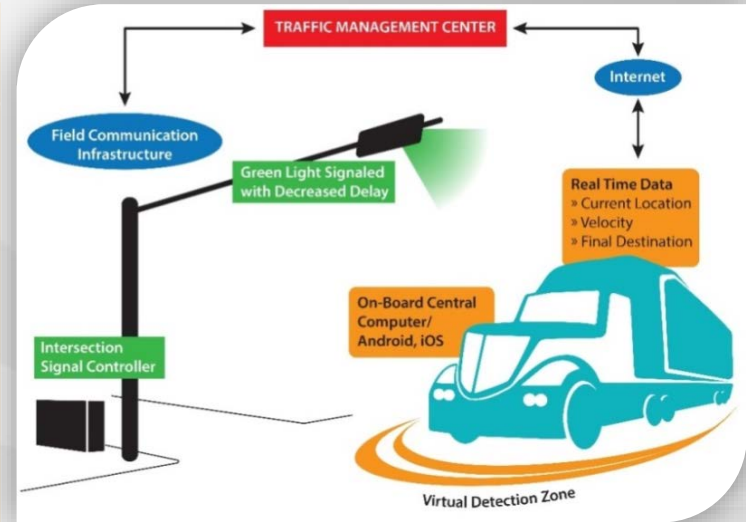 TRAFFIC MANAGEMENT CENTER
Internet
Field Communication
Infrastructure
Green Light Signaled
with Decreased Delay
Real Time Data
» Current Location
» Velocity
» Final Destination
On-Board Central
Computer/
Android, iOS
Intersection
Signal Controller
Virtual Detection Zone